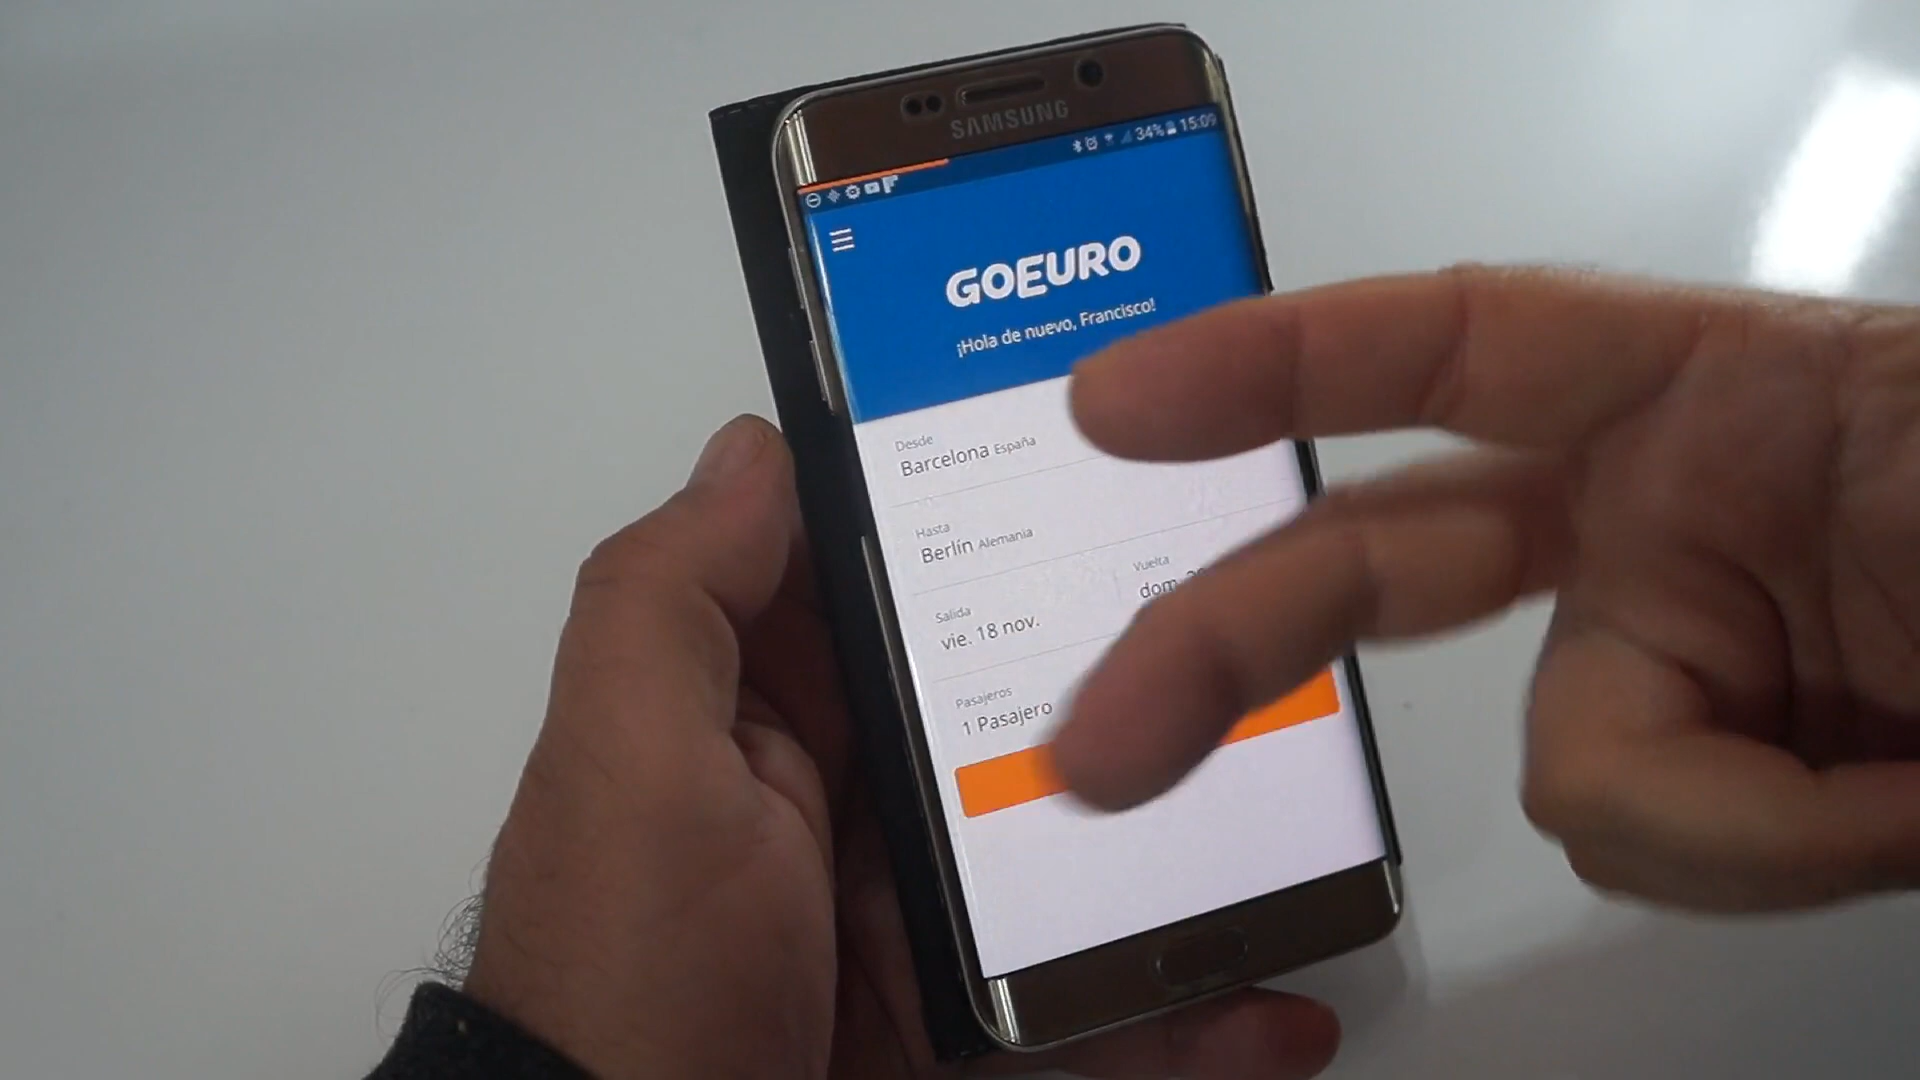 SAMSUNG
34% 15:09
GOEURO
¡Hola de nuevo, Francisco!
Desde
Barcelona España
Hasta
Berlín Alemania
Salida
vie. 18 nov.
Vuelta
dom.
Pasajeros
1 Pasajero